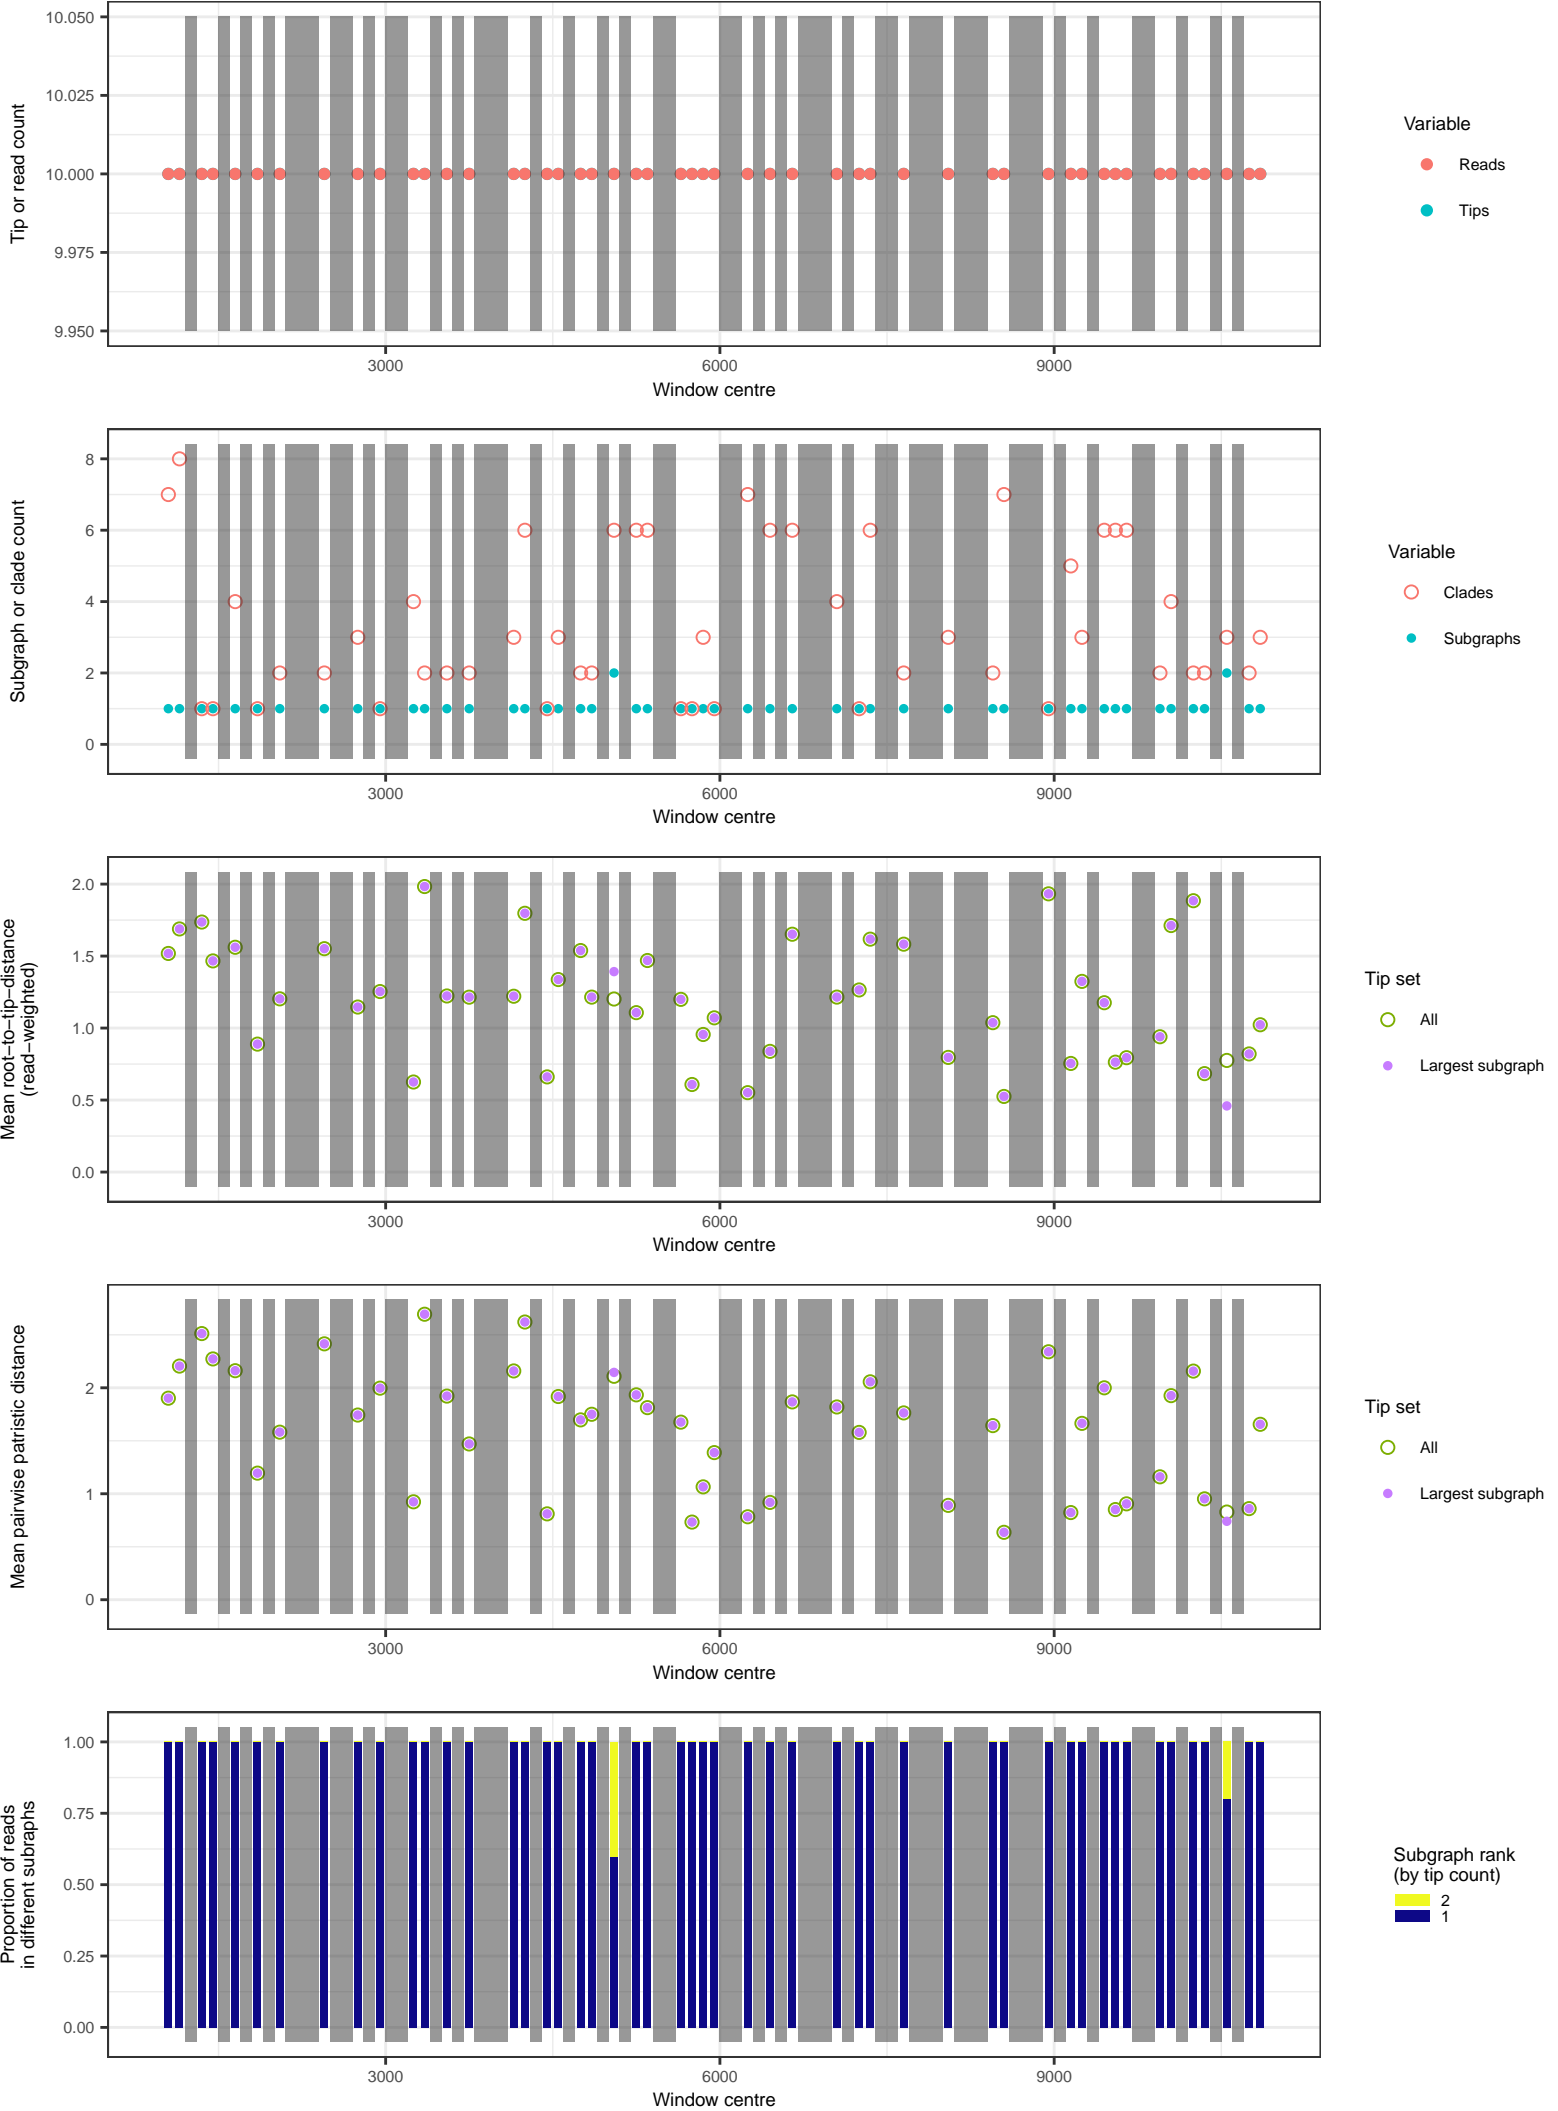 10.050
10.025
10.000
9.975
9.950
Tip or read count
3000
6000
9000
Window centre
Variable
Reads
Tips
8
6
4
2
0
Subgraph or clade count
3000
6000
9000
Window centre
Variable
Clades
Subgraphs
2.0
1.5
1.0
0.5
0.0
Mean root−to−tip−distance
(read−weighted)
3000
6000
9000
Window centre
Tip set
All
Largest subgraph
2
1
0
Mean pairwise patristic distance
3000
6000
9000
Window centre
Tip set
All
Largest subgraph
1.00
0.75
0.50
0.25
0.00
Proportion of reads
in different subraphs
3000
6000
9000
Window centre
Subgraph rank
(by tip count)
2
1